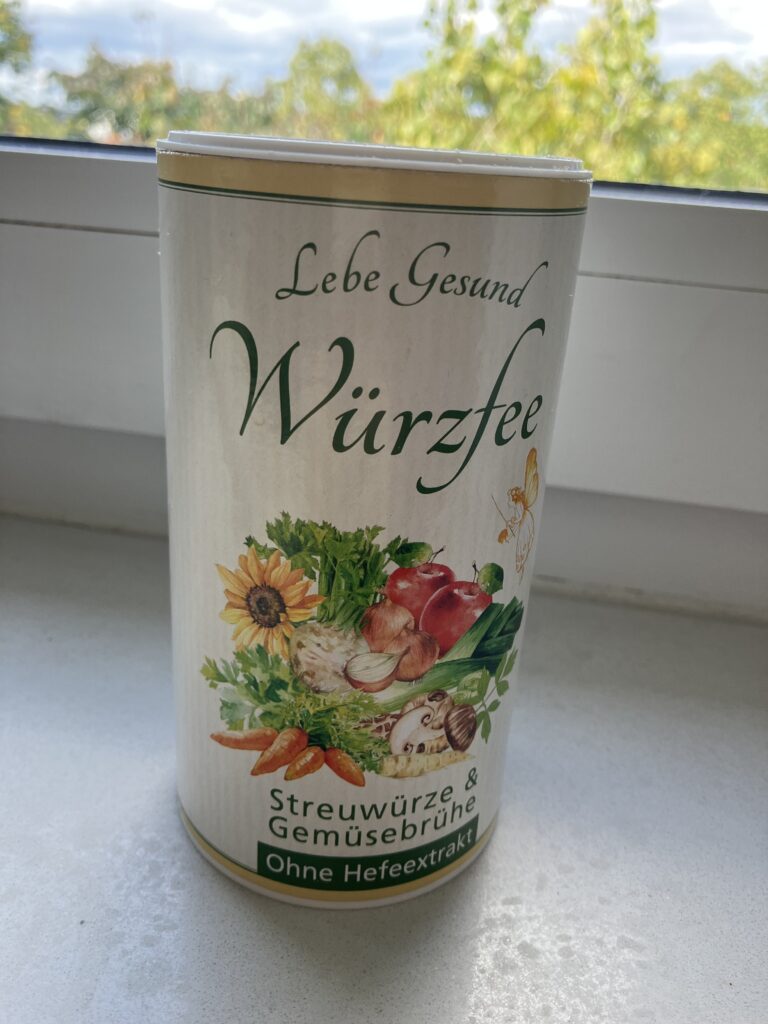 Lebe Gesund
Würzfee
Streuwürze &
Gemüsebrühe
Ohne Hefeextrakt